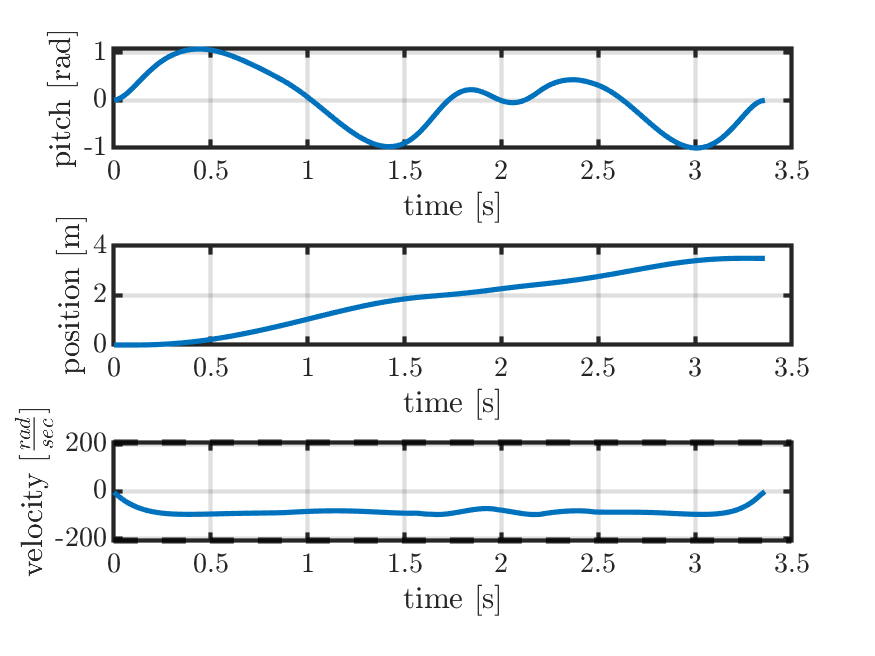 pitch [rad]
1
0
-1
0 0.5 1 1.5 2 2.5 3 3.5
time [s]
position [m]
4
2
0
0 0.5 1 1.5 2 2.5 3 3.5
time [s]
velocity [rad/sec]
200
0
-200
0 0.5 1 1.5 2 2.5 3 3.5
time [s]